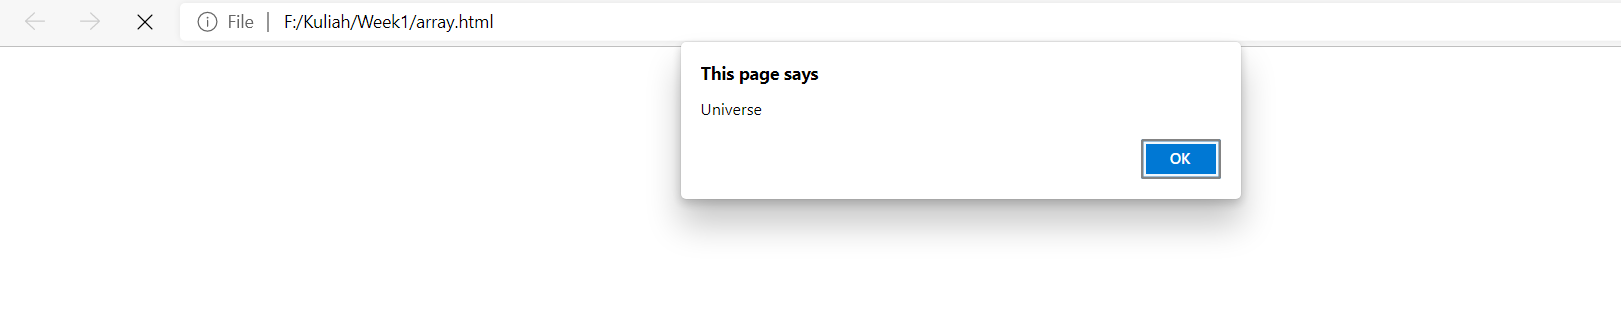 File | F:/Kuliah/Week1/array.html
This page says
Universe
OK